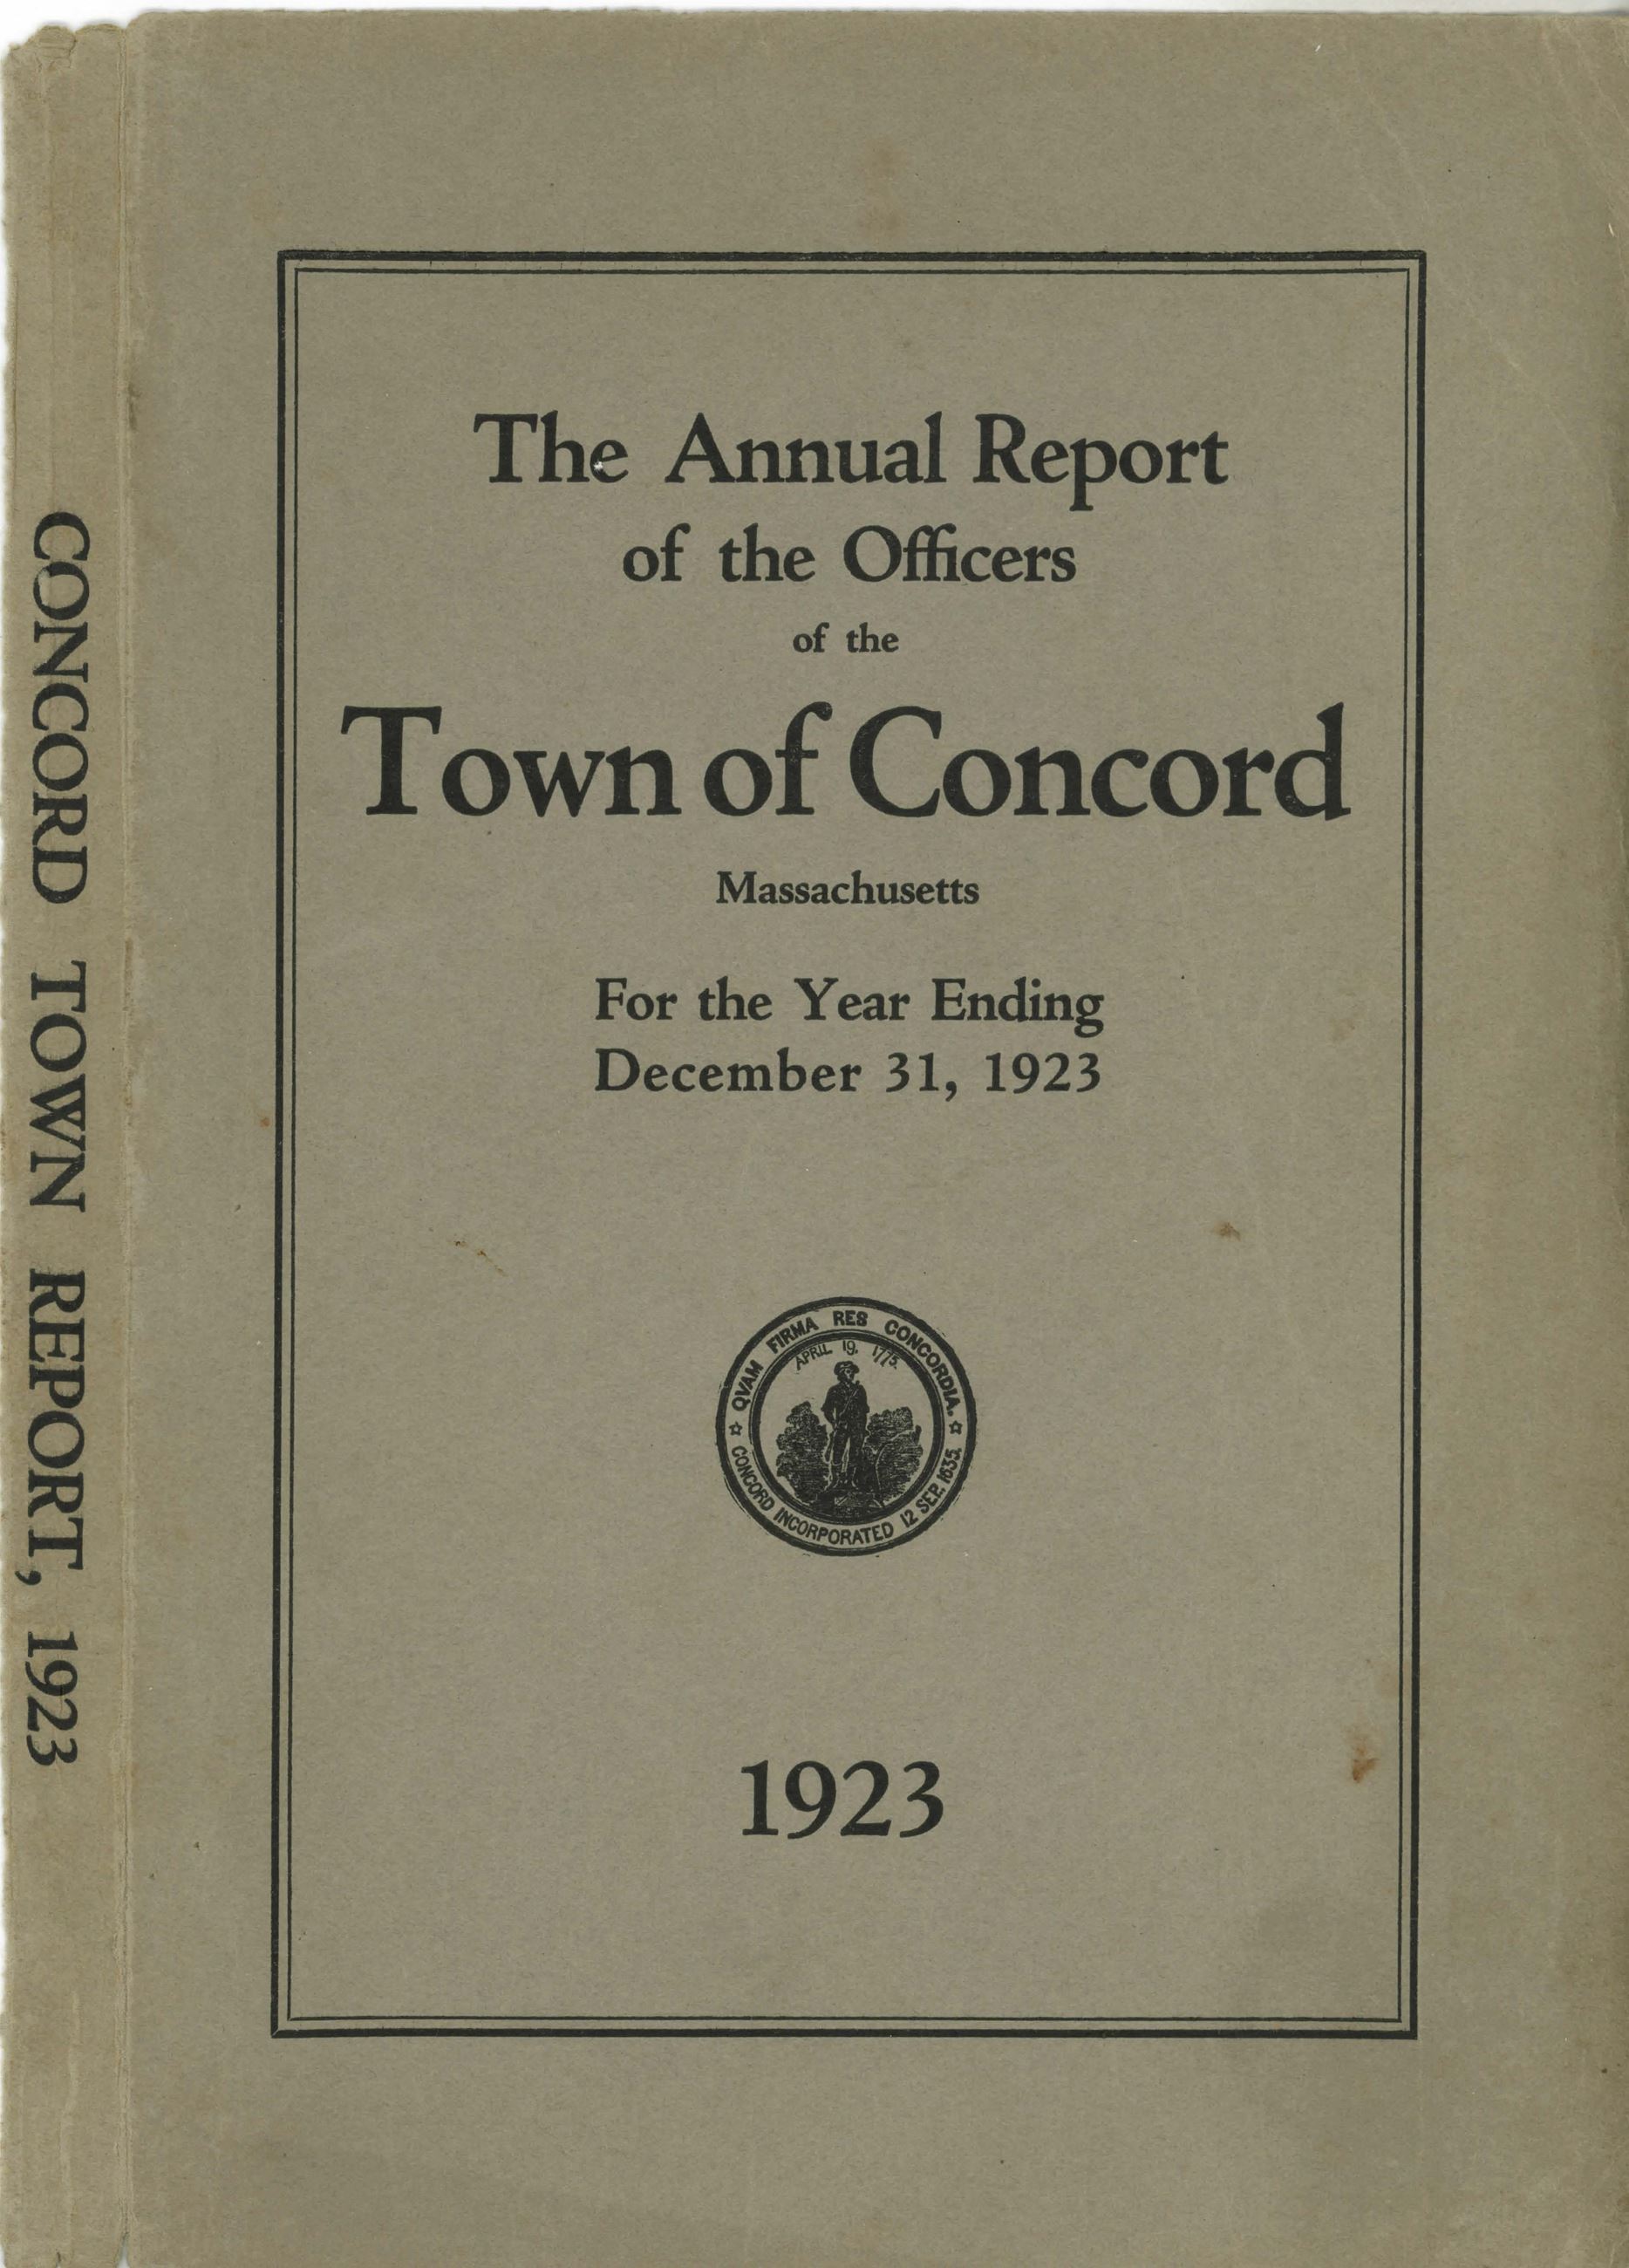 CONCORD TOWN REPORT, 1923
The Annual Report
of the Officers
of the
Town of Concord
Massachusetts
For the Year Ending
December 31, 1923
QVAM FIRMA RES CONCORDIA.
APRIL 19. 1775.
CONCORD INCORPORATED 12 SEP. 1635.
1923